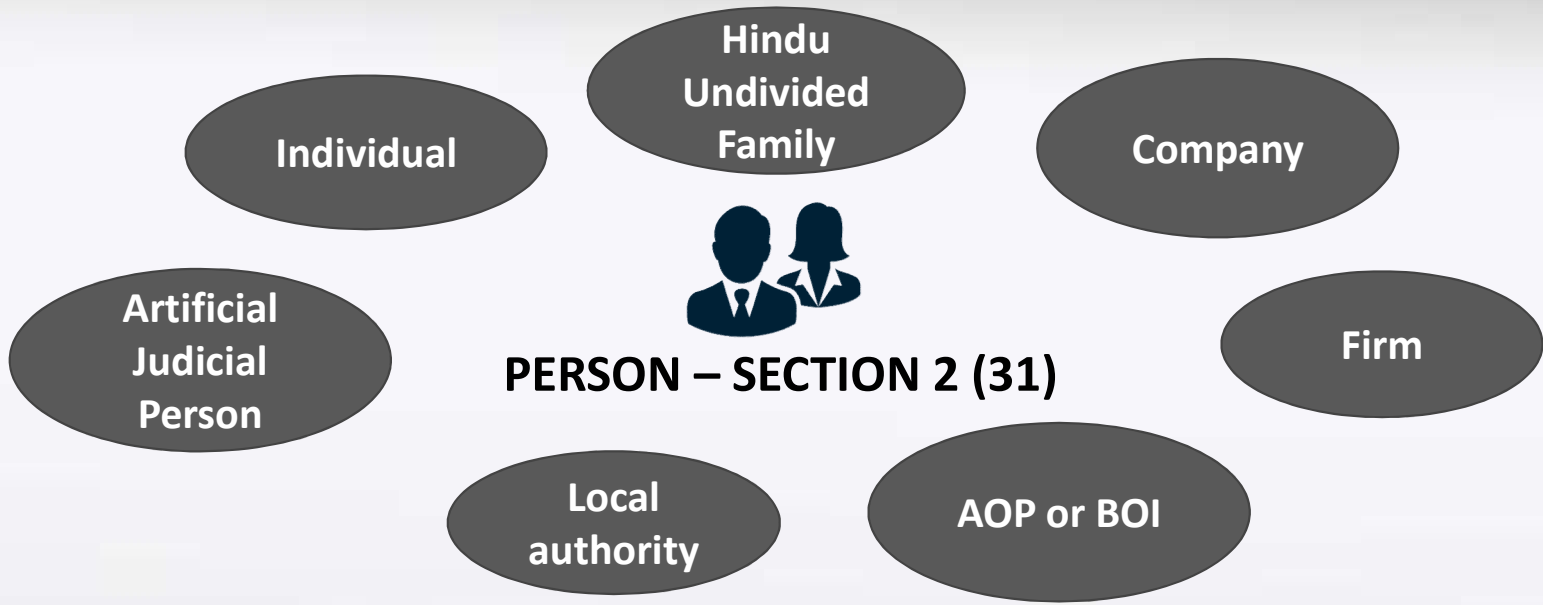 Hindu
Undivided
Family
Individual
Company
Artificial
Judicial
Person
PERSON – SECTION 2 (31)
Firm
Local
authority
AOP or BOI